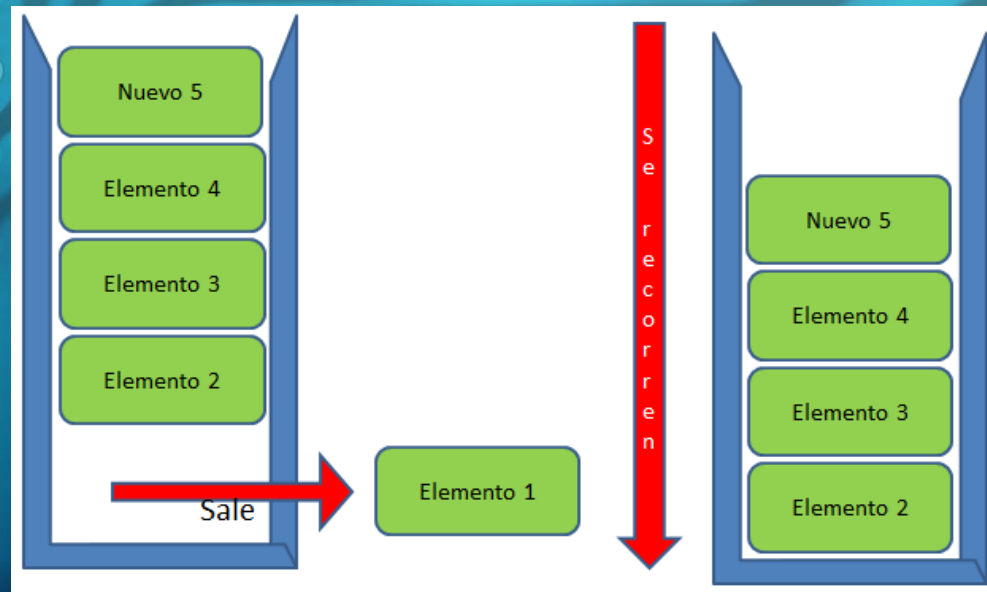 Nuevo 5
Elemento 4
Elemento 3
Elemento 2
Sale
Elemento 1
Se recorren
Nuevo 5
Elemento 4
Elemento 3
Elemento 2